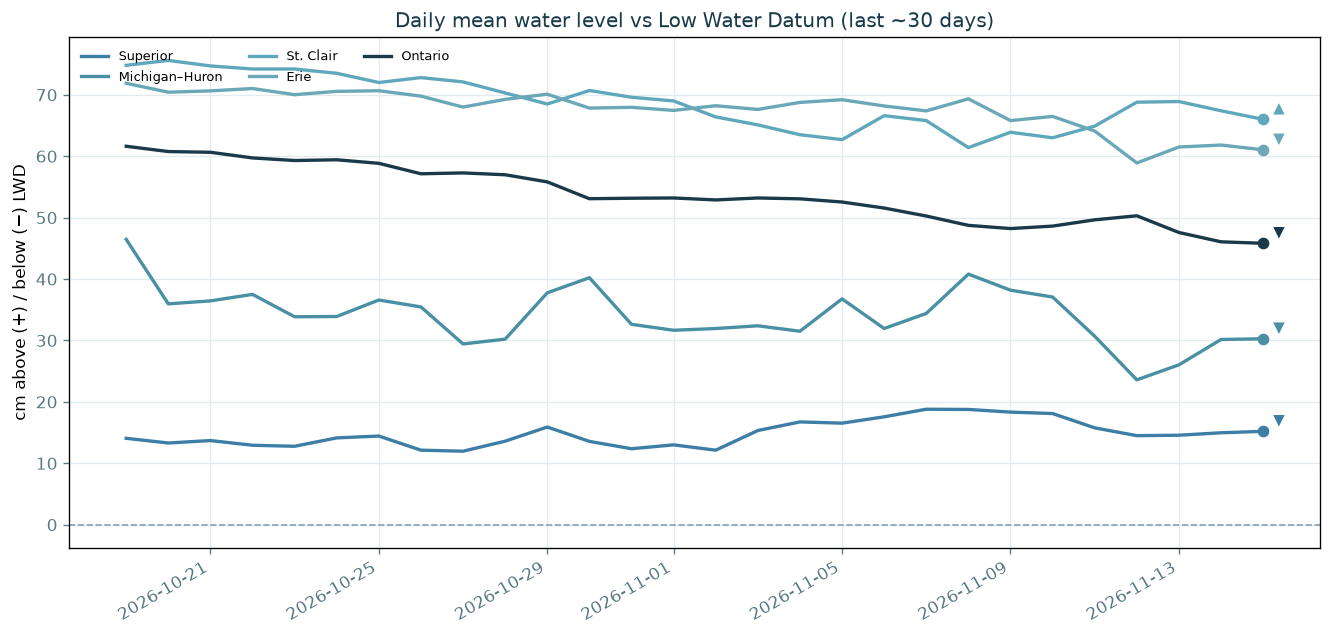 Daily mean water level vs Low Water Datum (last ~30 days)
Superior
Michigan–Huron
St. Clair
Erie
Ontario
cm above (+) / below (−) LWD
70
60
50
40
30
20
10
0
2026-10-21
2026-10-25
2026-10-29
2026-11-01
2026-11-05
2026-11-09
2026-11-13